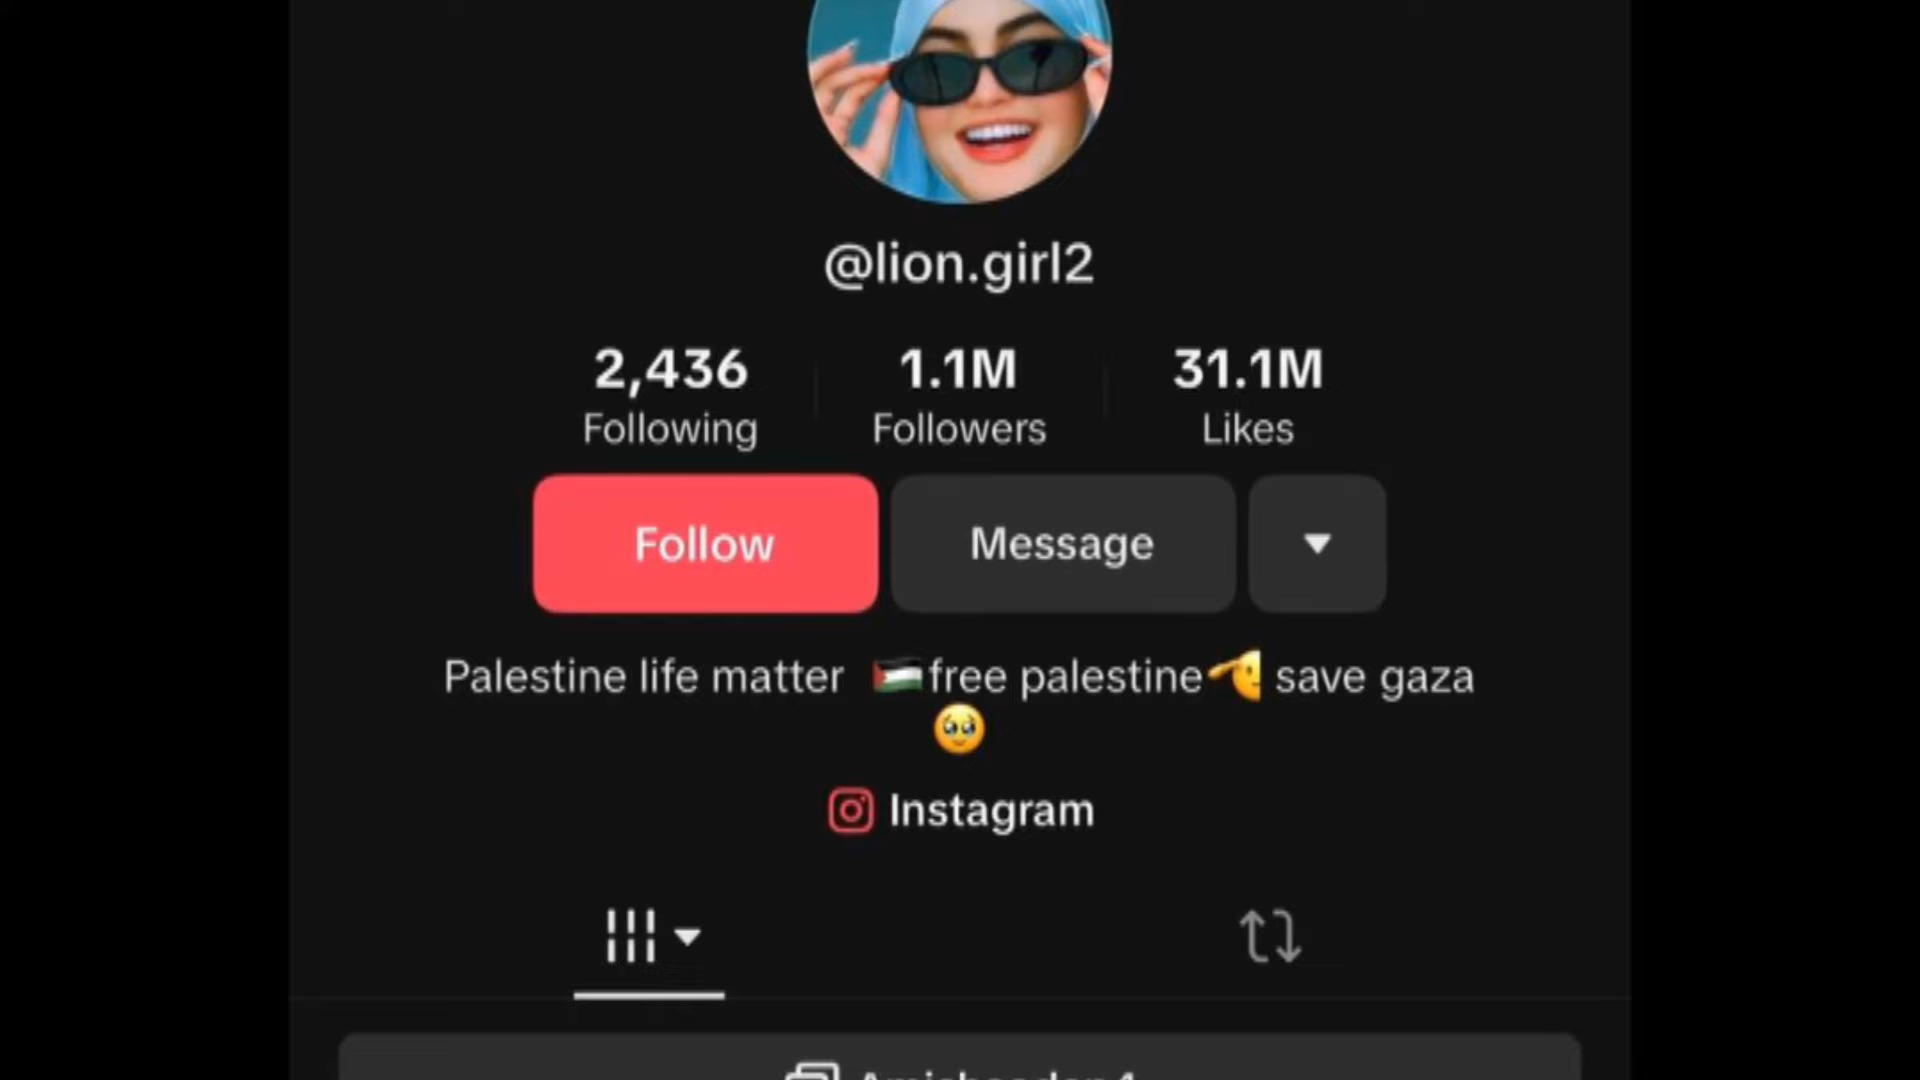 @lion.girl2
2,436 1.1M 31.1M
Following Followers Likes
Follow Message
Palestine life matter 🇵🇸free palestine🫡 save gaza
🥹
Instagram